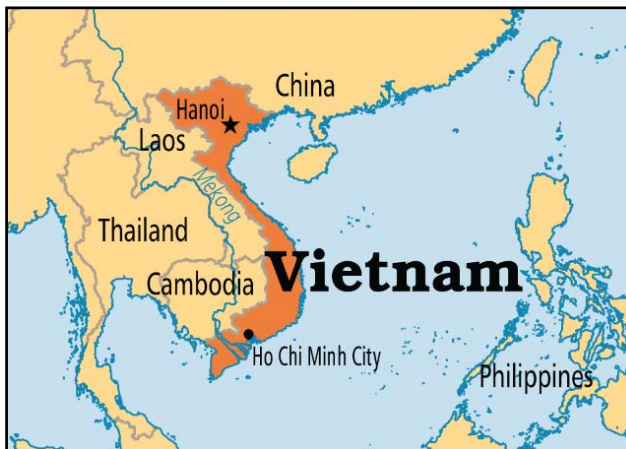 China
Hanoi
Laos
Mekong
Thailand
Vietnam
Cambodia
Ho Chi Minh City
Philippines